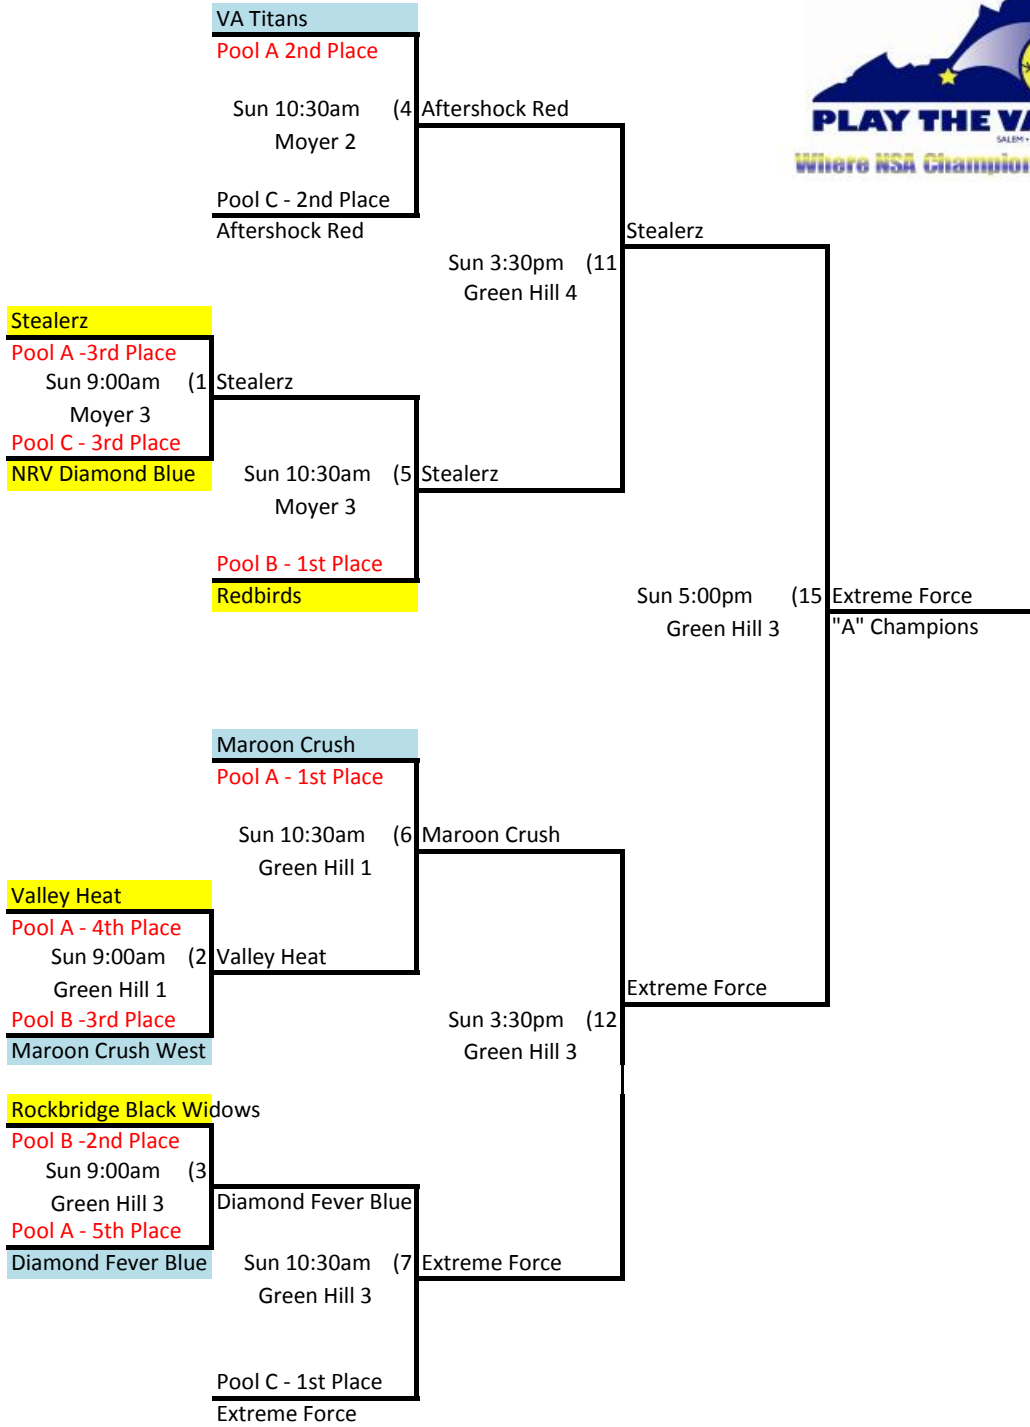 VA Titans
Pool A 2nd Place
Sun 10:30am (4 Aftershock Red
Moyer 2
PLAY THE VA
SALEM
Where NSA Champion
Pool C - 2nd Place
Aftershock Red
Stealerz
Sun 3:30pm (11
Green Hill 4
Stealerz
Pool A -3rd Place
Sun 9:00am (1 Stealerz
Moyer 3
Pool C - 3rd Place
NRV Diamond Blue
Sun 10:30am (5 Stealerz
Moyer 3
Pool B - 1st Place
Redbirds
Sun 5:00pm (15 Extreme Force
Green Hill 3
"A" Champions
Maroon Crush
Pool A - 1st Place
Sun 10:30am (6 Maroon Crush
Green Hill 1
Valley Heat
Pool A - 4th Place
Sun 9:00am (2 Valley Heat
Green Hill 1
Extreme Force
Pool B -3rd Place
Maroon Crush West
Sun 3:30pm (12
Green Hill 3
Rockbridge Black Widows
Pool B -2nd Place
Sun 9:00am (3
Green Hill 3
Diamond Fever Blue
Pool A - 5th Place
Diamond Fever Blue
Sun 10:30am (7 Extreme Force
Green Hill 3
Pool C - 1st Place
Extreme Force